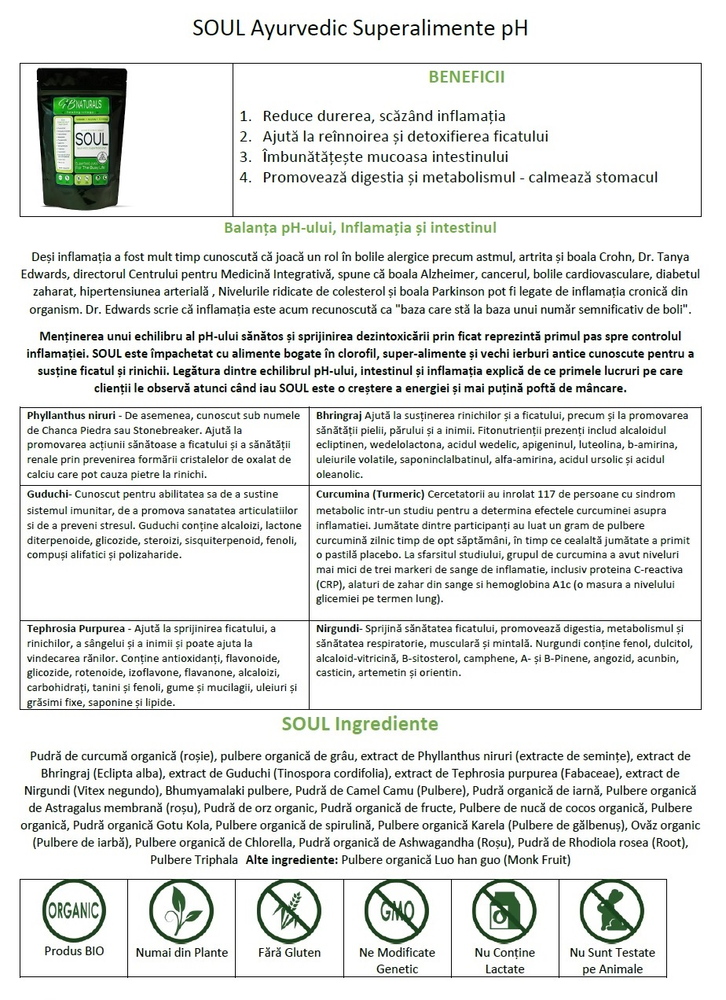 SOUL Ayurvedic Superalimente pH
NATURALS
SOUL
For The Busy Life
BENEFICII
1. Reduce durerea, scăzând inflamația
2. Ajută la reînnoirea și detoxifierea ficatului
3. Îmbunătățește mucoasa intestinului
4. Promovează digestia și metabolismul - calmează stomacul
Balanța pH-ului, Inflamația și intestinul
Deși inflamația a fost mult timp cunoscută că joacă un rol în bolile alergice precum astmul, artrita și boala Crohn, Dr. Tanya
Edwards, directorul Centrului pentru Medicină Integrativă, spune că boala Alzheimer, cancerul, bolile cardiovasculare, diabetul
zaharat, hipertensiunea arterială , Nivelurile ridicate de colesterol și boala Parkinson pot fi legate de inflamația cronică din
organism. Dr. Edwards scrie că inflamația este acum recunoscută ca "baza care stă la baza unui număr semnificativ de boli".
Menținerea unui echilibru al pH-ului sănătos și sprijinirea dezintoxicării prin ficat reprezintă primul pas spre controlul
inflamației. SOUL este împachetat cu alimente bogate în clorofil, super-alimente și vechi ierburi antice cunoscute pentru a
susține ficatul și rinichii. Legătura dintre echilibrul pH-ului, intestinul și inflamația explică de ce primele lucruri pe care
clienții le observă atunci când iau SOUL este o creștere a energiei și mai puțină poftă de mâncare.
Phyllanthus niruri - De asemenea, cunoscut sub numele
de Chanca Piedra sau Stonebreaker. Ajută la
promovarea acțiunii sănătoase a ficatului și a sănătății
renale prin prevenirea formării cristalelor de oxalat de
calciu care pot cauza pietre la rinichi.
Bhringraj Ajută la susținerea rinichilor și a ficatului, precum și la promovarea
sănătății pielii, părului și a inimii. Fitonutrienții prezenți includ alcaloidul
ecliptinen, wedelolactona, acidul wedelic, apigeninul, luteolina, b-amirina,
uleiurile volatile, saponinclalbatinul, alfa-amirina, acidul ursolic și acidul
oleanolic.
Guduchi- Cunoscut pentru abilitatea sa de a sustine
sistemul imunitar, de a promova sanatatea articulatiilor
si de a preveni stresul. Guduchi conține alcaloizi, lactone
diterpenoide, glicozide, steroizi, sisquiterpenoid, fenoli,
compuși alifatici și polizaharide.
Curcumina (Turmeric) Cercetatorii au inrolat 117 de persoane cu sindrom
metabolic intr-un studiu pentru a determina efectele curcuminei asupra
inflamatiei. Jumătate dintre participanți au luat un gram de pulbere
curcumină zilnic timp de opt săptămâni, în timp ce cealaltă jumătate a primit
o pastilă placebo. La sfarsitul studiului, grupul de curcumina a avut niveluri
mai mici de trei markeri de sange de inflamatie, inclusiv proteina C-reactiva
(CRP), alaturi de zahar din sange si hemoglobina A1c (o masura a nivelului
glicemiei pe termen lung).
Tephrosia Purpurea - Ajută la sprijinirea ficatului, a
rinichilor, a sângelui și a inimii și poate ajuta la
vindecarea rănilor. Conține antioxidanți, flavonoide,
glicozide, rotenoide, izoflavone, flavanone, alcaloizi,
carbohidrați, tanini și fenoli, gume și mucilagii, uleiuri și
grăsimi fixe, saponine și lipide.
Nirgundi- Sprijină sănătatea ficatului, promovează digestia, metabolismul și
sănătatea respiratorie, musculară și mintală. Nurgundi conține fenol, dulcitol,
alcaloid-vitricină, B-sitosterol, camphene, A- și B-Pinene, angozid, acunbin,
casticin, artemetin și orientin.
SOUL Ingrediente
Pudră de curcumă organică (roșie), pulbere organică de grâu, extract de Phyllanthus niruri (extracte de semințe), extract de
Bhringraj (Eclipta alba), extract de Guduchi (Tinospora cordifolia), extract de Tephrosia purpurea (Fabaceae), extract de
Nirgundi (Vitex negundo), Bhumyamalaki pulbere, Pudră de Camel Camu (Pulbere), Pudră organică de iarnă, Pulbere organică
de Astragalus membrană (roșu), Pudră de orz organic, Pudră organică de fructe, Pulbere de nucă de cocos organică, Pulbere
organică, Pudră organică Gotu Kola, Pulbere organică de spirulină, Pulbere organică Karela (Pulbere de gălbenuș), Ovăz organic
(Pulbere de iarbă), Pulbere organică de Chlorella, Pudră organică de Ashwagandha (Roșu), Pudră de Rhodiola rosea (Root),
Pulbere Triphala Alte ingrediente: Pulbere organică Luo han guo (Monk Fruit)
ORGANIC
Produs BIO
Numai din Plante
Fără Gluten
GMO
Ne Modificate
Genetic
Nu Conține
Lactate
Nu Sunt Testate
pe Animale